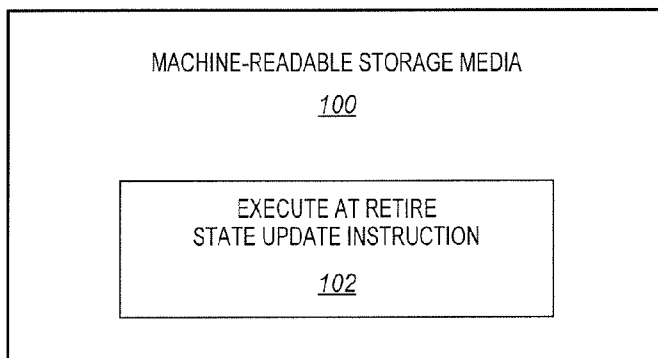 MACHINE-READABLE STORAGE MEDIA
100
EXECUTE AT RETIRE
STATE UPDATE INSTRUCTION
102